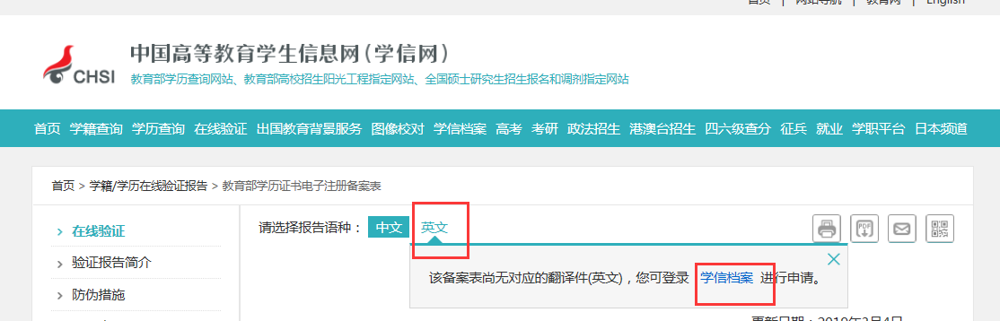 首页 | 网站导航 | 教育网 | English
中国高等教育学生信息网(学信网)
CHSI
教育部学历查询网站、教育部高校招生阳光工程指定网站、全国硕士研究生招生报名和调剂指定网站
首页 学籍查询 学历查询 在线验证 出国教育背景服务 图像校对 学信档案 高考 考研 政法招生 港澳台招生 四六级查分 征兵 就业 学职平台 日本频道
首页 > 学籍/学历在线验证报告 > 教育部学历证书电子注册备案表
请选择报告语种： 中文 英文
PDF
在线验证
验证报告简介
防伪措施
该备案表尚无对应的翻译件(英文)，您可登录 学信档案 进行申请。
更新日期：2019年3月4日